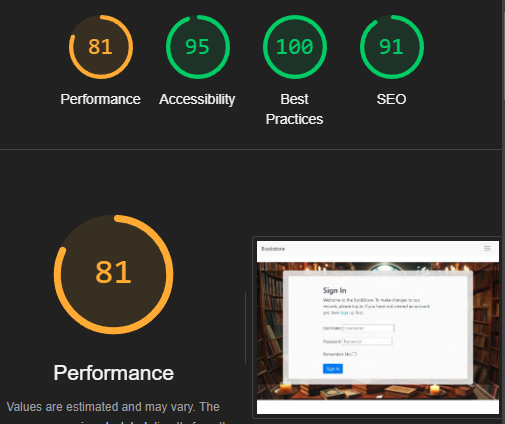 81
95
100
91
Performance
Accessibility
Best
Practices
SEO
81
Performance
Values are estimated and may vary. The
Bookstore
Sign In
Welcome to the BookStore. To make changes to our
records please log in if you have not created an account
yet, then sign up first.
Username:
Username
Password:
Password
Remember Me:
Sign In